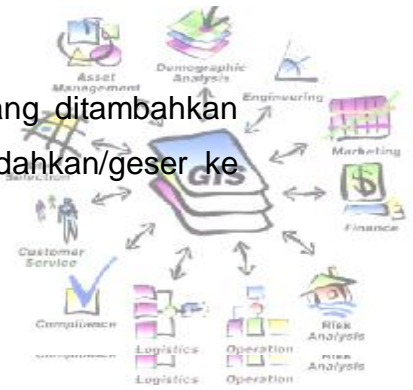 Asset
Management
Demographic
Analysis
Engineering
ang ditambahkan
Marketing
dahkan/geser ke
Selection
GIS
Finance
Customer
Service
Compliance
Logistics
Operation
Risk
Analysis
Logistics
Operation
Analysis